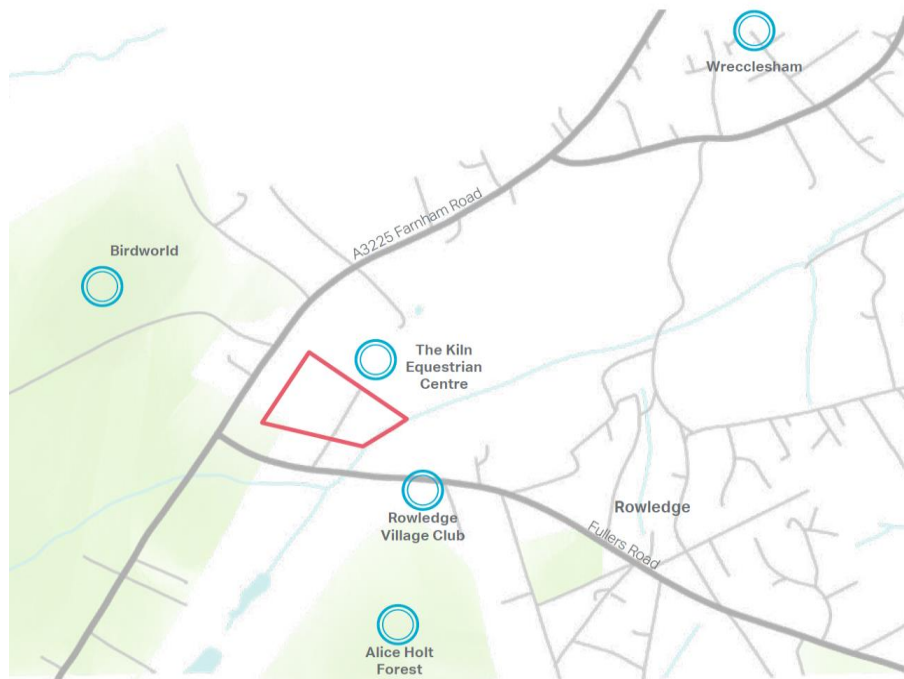 Wrecclesham
A3225 Farnham Road
Birdworld
The Kiln
Equestrian
Centre
Rowledge
Village Club
Rowledge
Fullers Road
Alice Holt
Forest